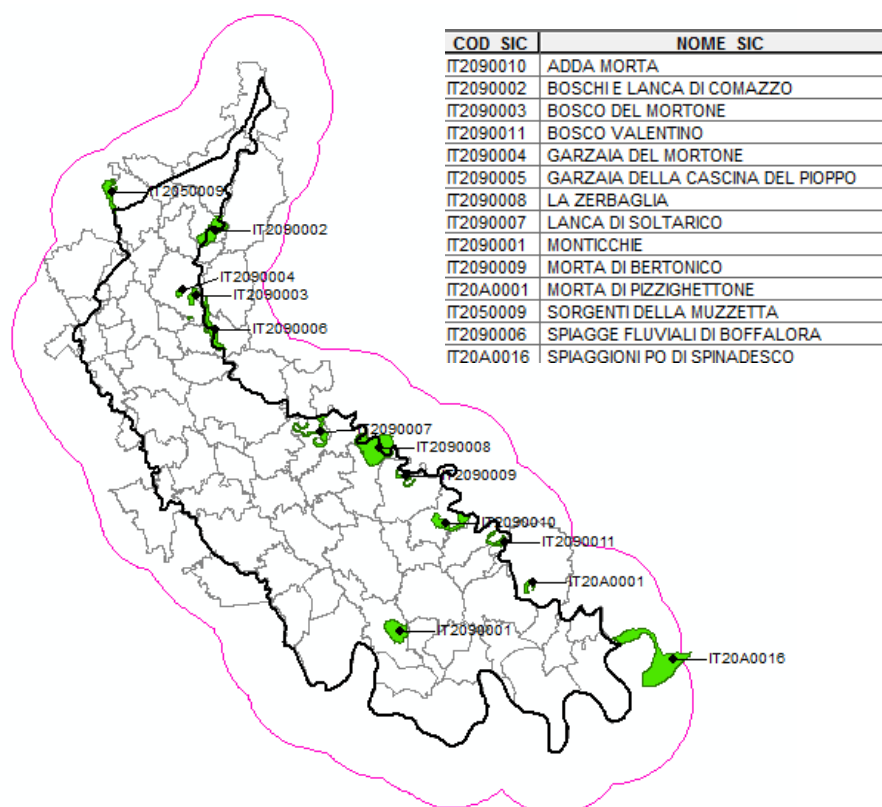 COD SIC NOME SIC
IT2090010 ADDA MORTA
IT2090002 BOSCHI E LANCA DI COMAZZO
IT2090003 BOSCO DEL MORTONE
IT2090011 BOSCO VALENTINO
IT2090004 GARZAIA DEL MORTONE
IT2090005 GARZAIA DELLA CASCINA DEL PIOPPO
IT2090008 LA ZERBAGLIA
IT2090007 LANCA DI SOLTARICO
IT2090001 MONTICCHIE
IT2090009 MORTA DI BERTONICO
IT20A0001 MORTA DI PIZZIGHETTONE
IT2050009 SORGENTI DELLA MUZZETTA
IT2090006 SPIAGGE FLUVIALI DI BOFFALORA
IT20A0016 SPIAGGIONI PO DI SPINADESCO
IT2050009
IT2090002
IT2090004
IT2090003
IT2090006
IT2090007
IT2090008
IT2090009
IT2090010
IT2090011
IT20A0001
IT2090001
IT20A0016